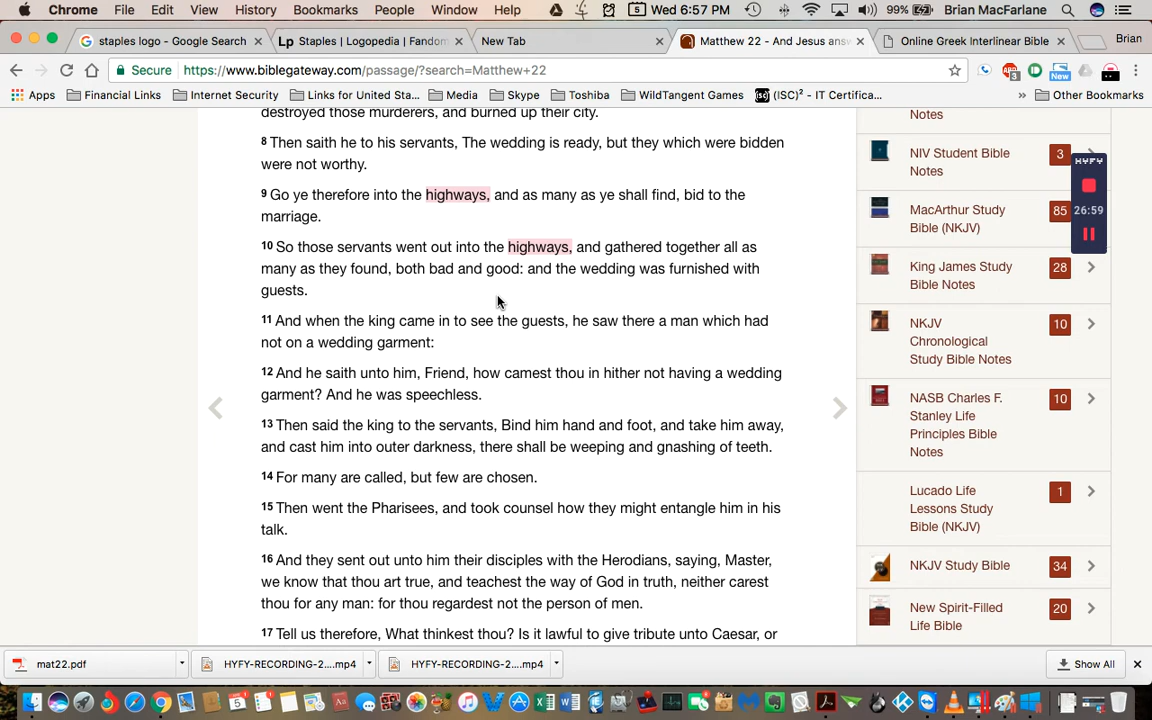 Chrome File Edit View History Bookmarks People Window Help 5 Wed 6:57 PM 99% Brian MacFarlane
staples logo - Google Search Lp Staples | Logopedia | Fandom New Tab Matthew 22 - And Jesus answ Online Greek Interlinear Bible Brian
Secure https://www.biblegateway.com/passage/?search=Matthew+22 3 New
Apps Financial Links Internet Security Links for United Sta... Media Skype Toshiba WildTangent Games (ISC)² - IT Certifica... » Other Bookmarks
destroyed those murderers, and burned up their city.
8 Then saith he to his servants, The wedding is ready, but they which were bidden
were not worthy.
9 Go ye therefore into the highways, and as many as ye shall find, bid to the
marriage.
10 So those servants went out into the highways, and gathered together all as
many as they found, both bad and good: and the wedding was furnished with
guests.
11 And when the king came in to see the guests, he saw there a man which had
not on a wedding garment:
12 And he saith unto him, Friend, how camest thou in hither not having a wedding
garment? And he was speechless.
13 Then said the king to the servants, Bind him hand and foot, and take him away,
and cast him into outer darkness, there shall be weeping and gnashing of teeth.
14 For many are called, but few are chosen.
15 Then went the Pharisees, and took counsel how they might entangle him in his
talk.
16 And they sent out unto him their disciples with the Herodians, saying, Master,
we know that thou art true, and teachest the way of God in truth, neither carest
thou for any man: for thou regardest not the person of men.
17 Tell us therefore, What thinkest thou? Is it lawful to give tribute unto Caesar, or
Notes
NIV Student Bible 3
Notes
MacArthur Study 85
Bible (NKJV)
King James Study 28
Bible Notes
NKJV 10
Chronological
Study Bible Notes
NASB Charles F. 10
Stanley Life
Principles Bible
Notes
Lucado Life 1
Lessons Study
Bible (NKJV)
NKJV Study Bible 34
New Spirit-Filled 20
Life Bible
HYFY
26:59
mat22.pdf HYFY-RECORDING-2....mp4 HYFY-RECORDING-2....mp4 Show All